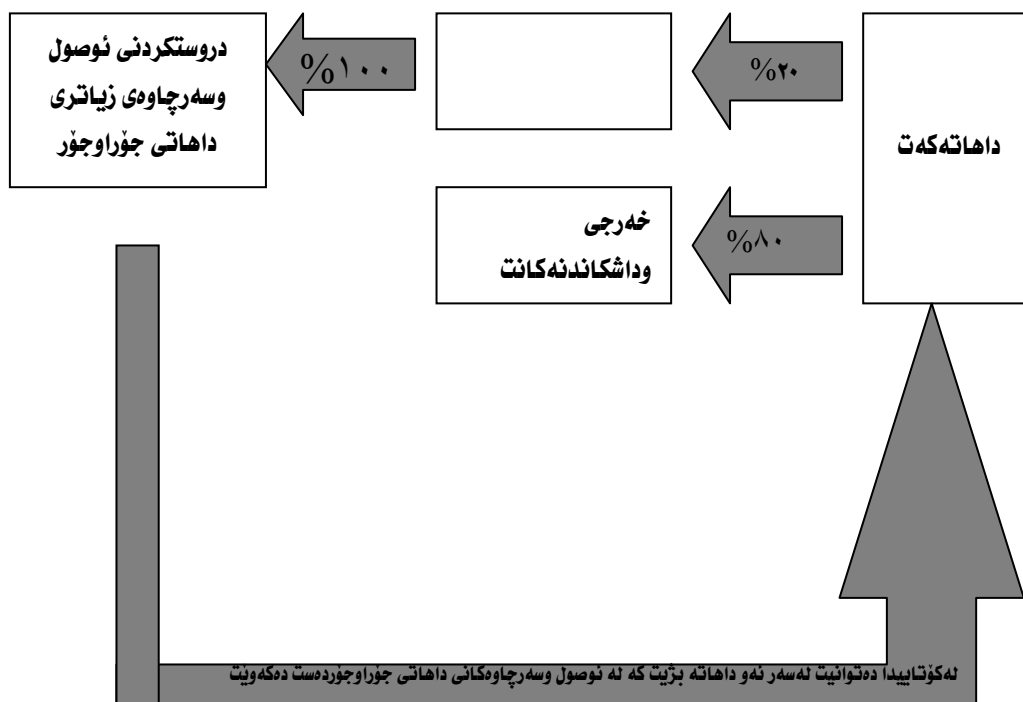 داهاتەکەت
%٢٠
%١٠٠
دروستکردنی ئوصول
وسەرچاوەی زیاتری
داهاتی جۆراوجۆر
%٨٠
خەرجی
وداشکاندنەکانت
لەکۆتاییدا دەتوانیت لەسەر ئەو داهاتە بژیت کە لە ئوصول وسەرچاوەکانی داهاتی جۆراوجۆردەست دەکەوێت